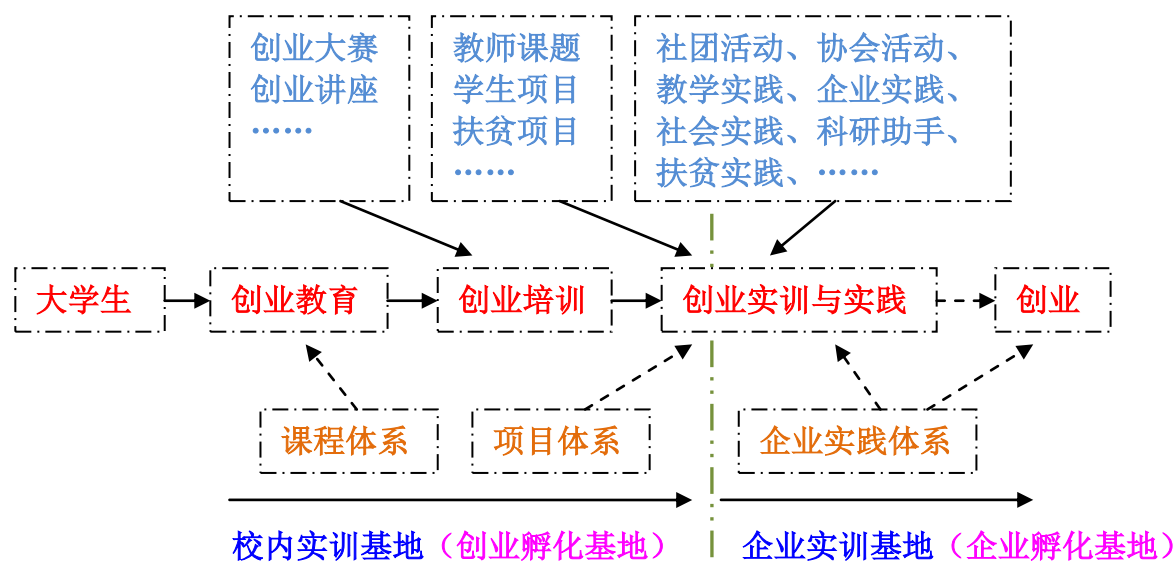 创业大赛
创业讲座
……
教师课题
学生项目
扶贫项目
……
社团活动、协会活动、
教学实践、企业实践、
社会实践、科研助手、
扶贫实践、……
大学生
创业教育
创业培训
创业实训与实践
创业
课程体系
项目体系
企业实践体系
校内实训基地（创业孵化基地）
企业实训基地（企业孵化基地）